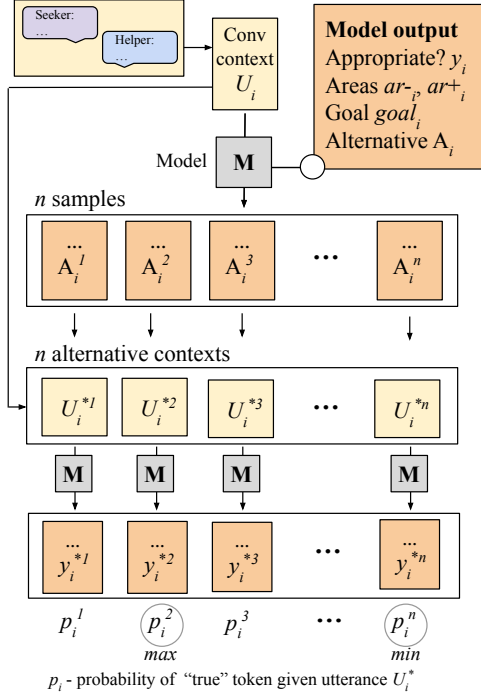 Seeker:
...
Helper:
...
Conv
context
U_i
Model output
Appropriate? y_i
Areas ar-_i, ar+_i
Goal goal_i
Alternative A_i
Model
M
n samples
... ... ... ...
A_i^1 A_i^2 A_i^3 ... A_i^n
n alternative contexts
U_i^{*1} U_i^{*2} U_i^{*3} ... U_i^{*n}
M M M M
... ... ... ...
y_i^{*1} y_i^{*2} y_i^{*3} ... y_i^{*n}
p_i^1 p_i^2 p_i^3 ... p_i^n
max min
p_i - probability of “true” token given utterance U_i^*